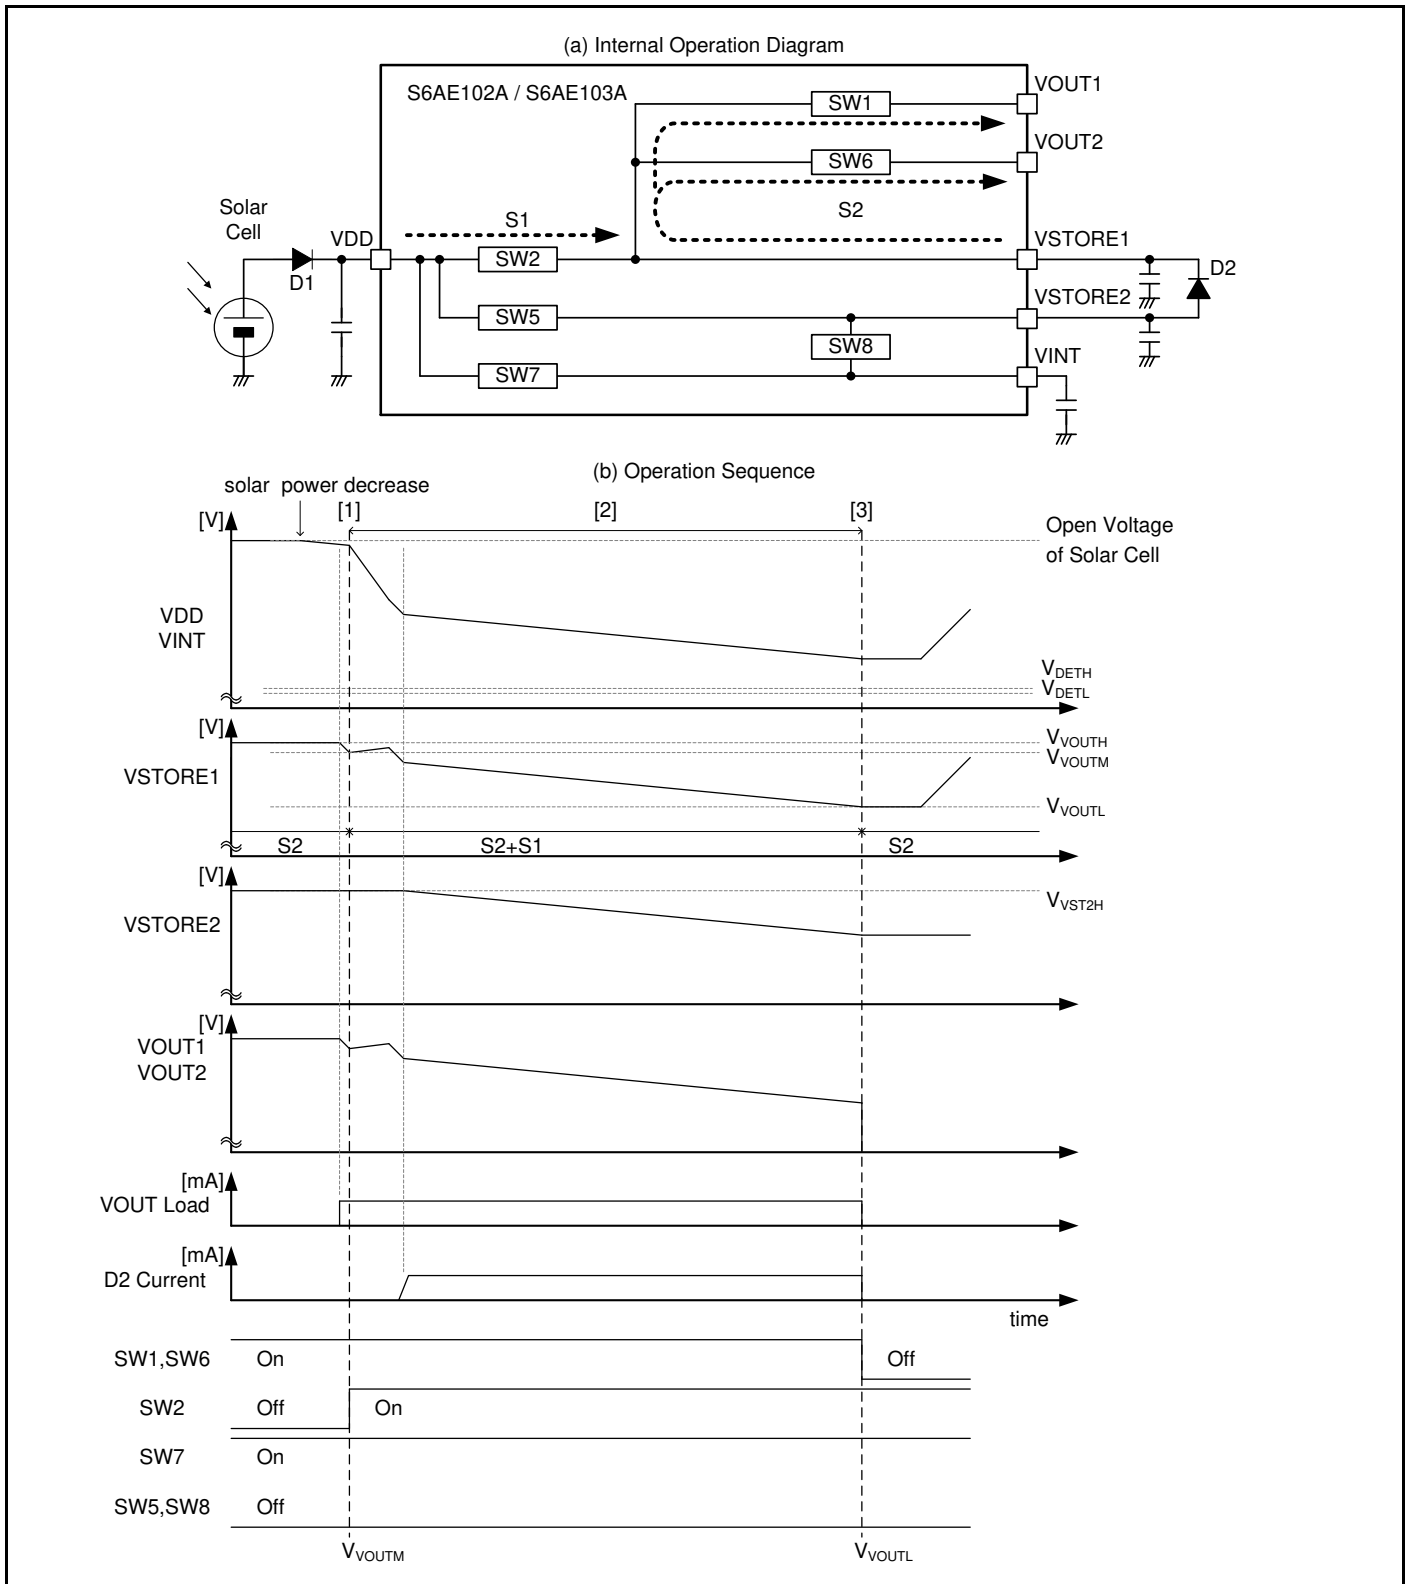 (a) Internal Operation Diagram
S6AE102A / S6AE103A
SW1
VOUT1
SW6
VOUT2
Solar
Cell
D1
VDD
S1
S2
SW2
VSTORE1
D2
SW5
VSTORE2
SW8
SW7
VINT
(b) Operation Sequence
solar power decrease
[1]
[2]
[3]
[V]
Open Voltage
of Solar Cell
VDD
VINT
VDETH
VDETL
[V]
VSTORE1
VVOUTH
VVOUTM
VVOUTL
S2
S2+S1
S2
[V]
VSTORE2
VVST2H
[V]
VOUT1
VOUT2
[mA]
VOUT Load
[mA]
D2 Current
time
SW1,SW6 On Off
SW2 Off On
SW7 On
SW5,SW8 Off
VVOUTM
VVOUTL